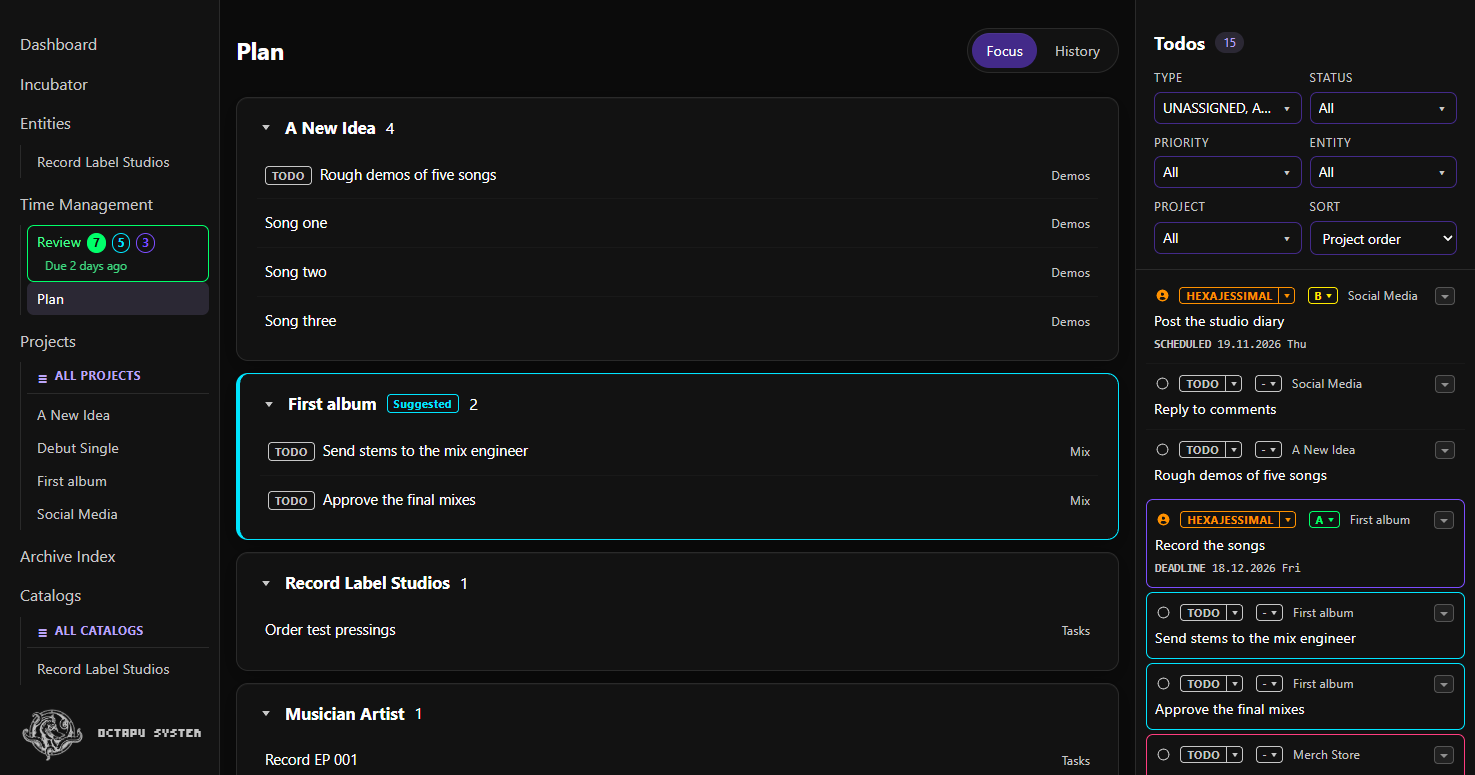 Dashboard
Incubator
Entities
Record Label Studios
Time Management
Review 7 5 3
Due 2 days ago
Plan
Projects
ALL PROJECTS
A New Idea
Debut Single
First album
Social Media
Archive Index
Catalogs
ALL CATALOGS
Record Label Studios
OCTAPU SYSTEM
Plan
Focus History
A New Idea 4
TODO Rough demos of five songs Demos
Song one Demos
Song two Demos
Song three Demos
First album Suggested 2
TODO Send stems to the mix engineer Mix
TODO Approve the final mixes Mix
Record Label Studios 1
Order test pressings Tasks
Musician Artist 1
Record EP 001 Tasks
Todos 15
TYPE STATUS
UNASSIGNED, A... All
PRIORITY ENTITY
All All
PROJECT SORT
All Project order
HEXAJESSIMAL B Social Media
Post the studio diary
SCHEDULED 19.11.2026 Thu
TODO - Social Media
Reply to comments
TODO - A New Idea
Rough demos of five songs
HEXAJESSIMAL A First album
Record the songs
DEADLINE 18.12.2026 Fri
TODO - First album
Send stems to the mix engineer
TODO - First album
Approve the final mixes
TODO - Merch Store